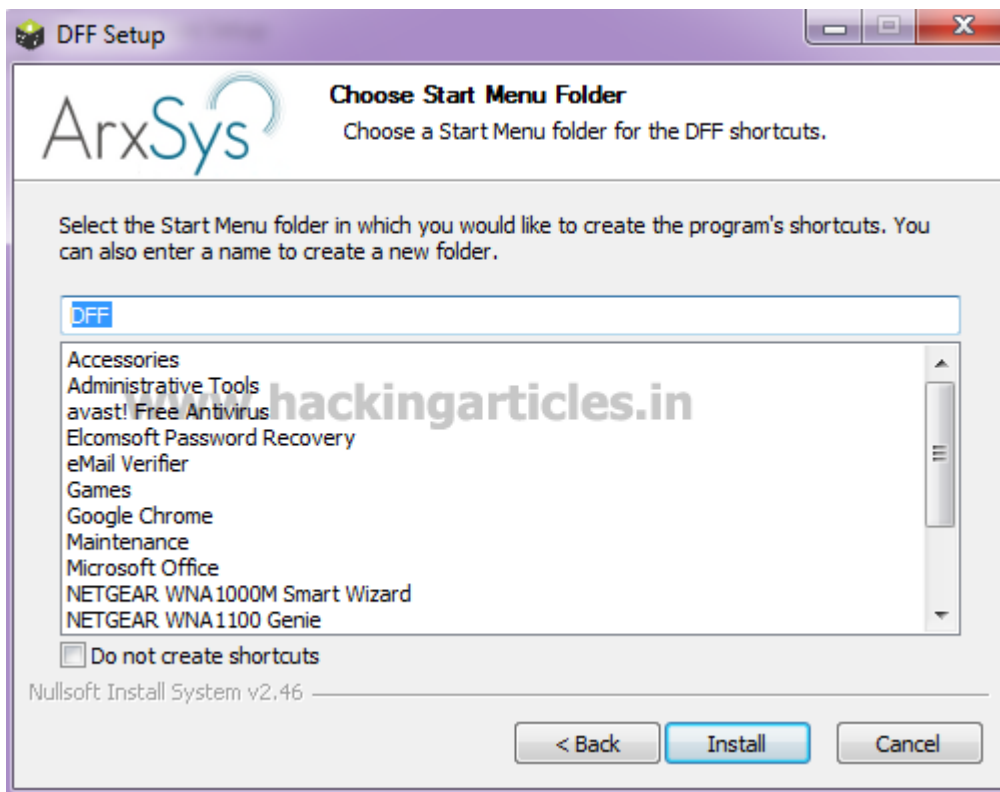 DFF Setup
ArxSys
Choose Start Menu Folder
Choose a Start Menu folder for the DFF shortcuts.
Select the Start Menu folder in which you would like to create the program's shortcuts. You
can also enter a name to create a new folder.
DFF
Accessories
Administrative Tools
www.hackingarticles.in
avast! Free Antivirus
Elcomsoft Password Recovery
eMail Verifier
Games
Google Chrome
Maintenance
Microsoft Office
NETGEAR WNA1000M Smart Wizard
NETGEAR WNA1100 Genie
Do not create shortcuts
Nullsoft Install System v2.46
< Back
Install
Cancel